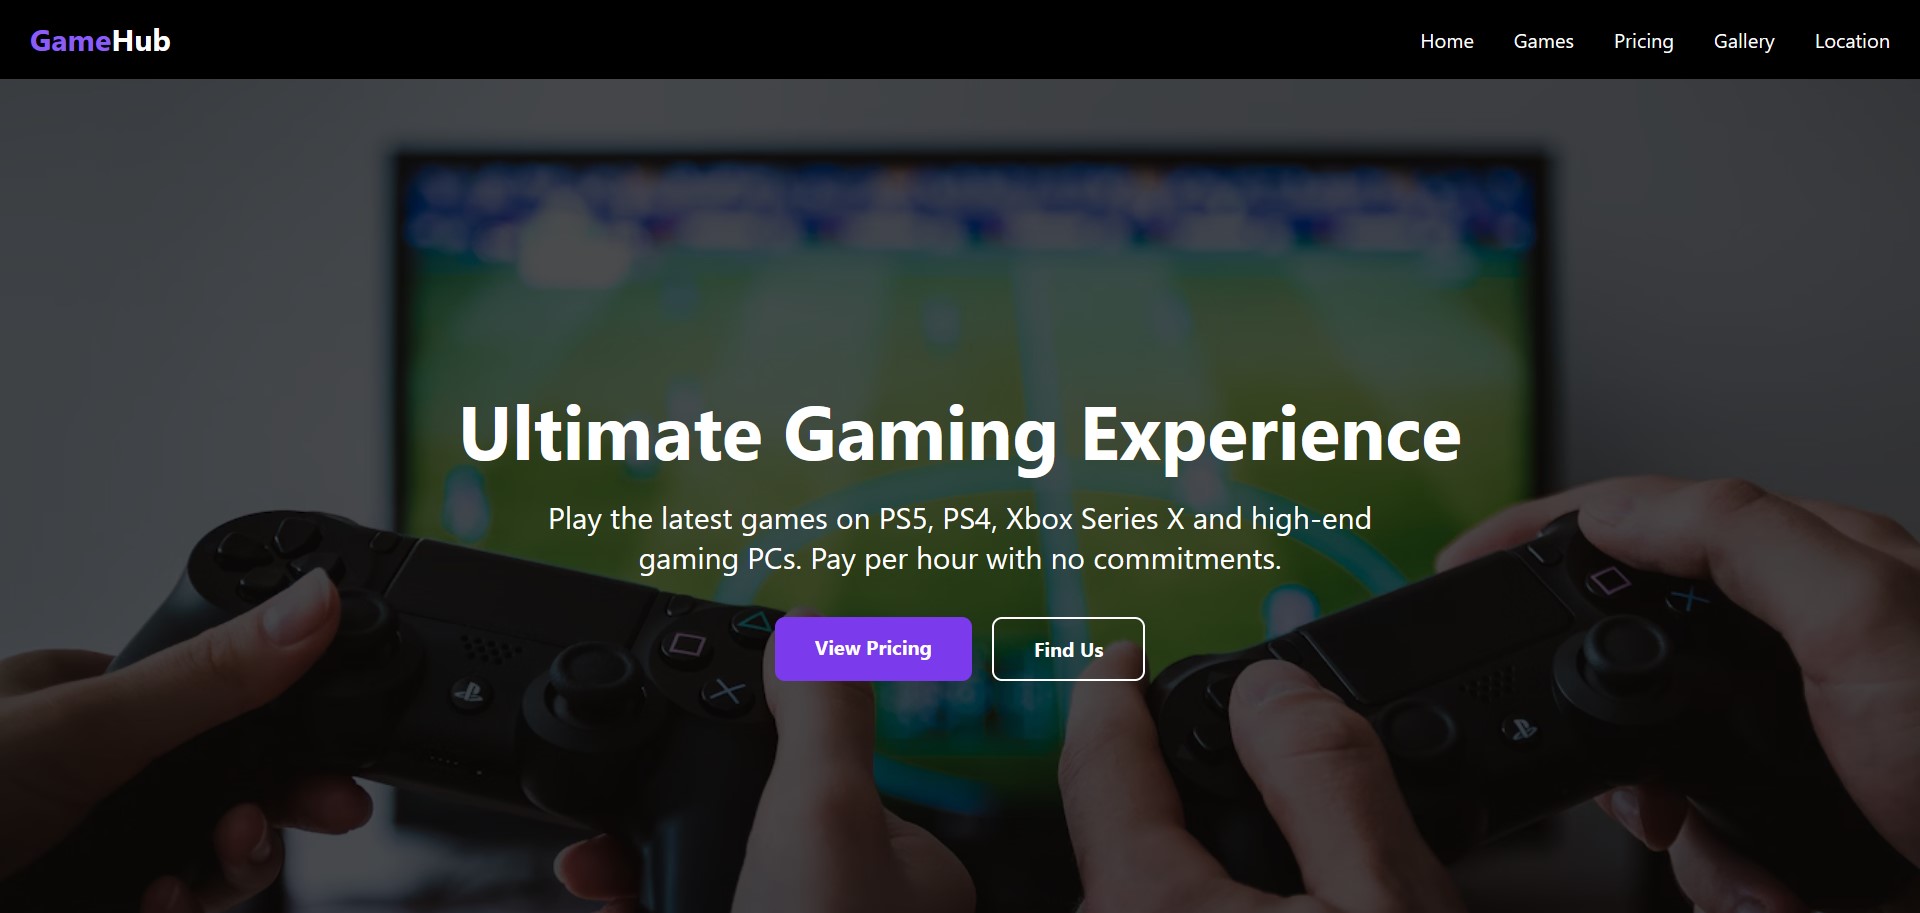 GameHub
Home Games Pricing Gallery Location
Ultimate Gaming Experience
Play the latest games on PS5, PS4, Xbox Series X and high-end
gaming PCs. Pay per hour with no commitments.
View Pricing
Find Us